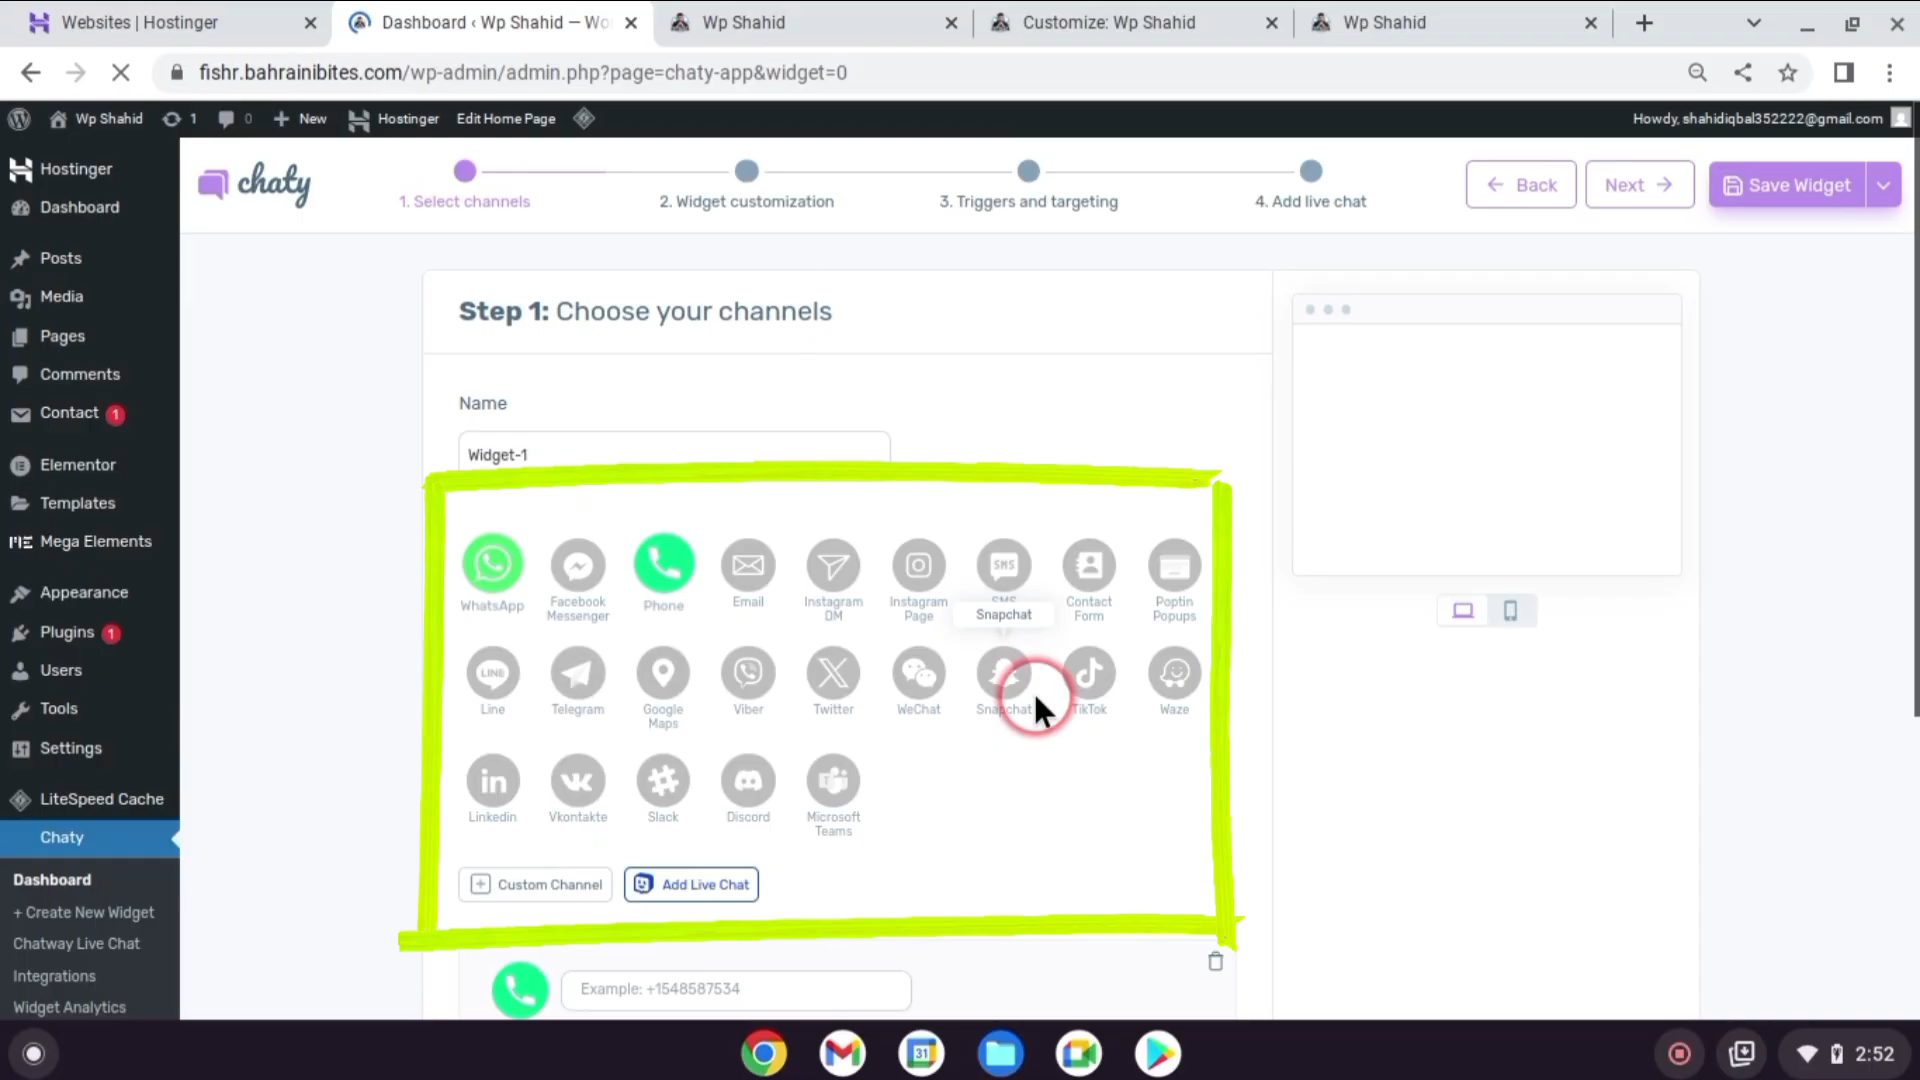 Websites | Hostinger
Dashboard ‹ Wp Shahid — Wo
Wp Shahid
Customize: Wp Shahid
Wp Shahid
fishr.bahrainibites.com/wp-admin/admin.php?page=chaty-app&widget=0
Wp Shahid
1
0
New
Hostinger
Edit Home Page
Howdy, shahidiqbal352222@gmail.com
Hostinger
Dashboard
Posts
Media
Pages
Comments
Contact 1
Elementor
Templates
Mega Elements
Appearance
Plugins 1
Users
Tools
Settings
LiteSpeed Cache
Chaty
Dashboard
+ Create New Widget
Chatway Live Chat
Integrations
Widget Analytics
chaty
1. Select channels
2. Widget customization
3. Triggers and targeting
4. Add live chat
Back
Next
Save Widget
Step 1: Choose your channels
Name
Widget-1
SMS
WhatsApp
Facebook
Messenger
Phone
Email
Instagram
DM
Instagram
Page
SMS
Contact
Form
Poptin
Popups
Snapchat
LINE
Line
Telegram
Google
Maps
Viber
Twitter
WeChat
Snapchat
TikTok
Waze
in
Linkedin
Vkontakte
Slack
Discord
Microsoft
Teams
Custom Channel
Add Live Chat
Example: +1548587534
31
2:52